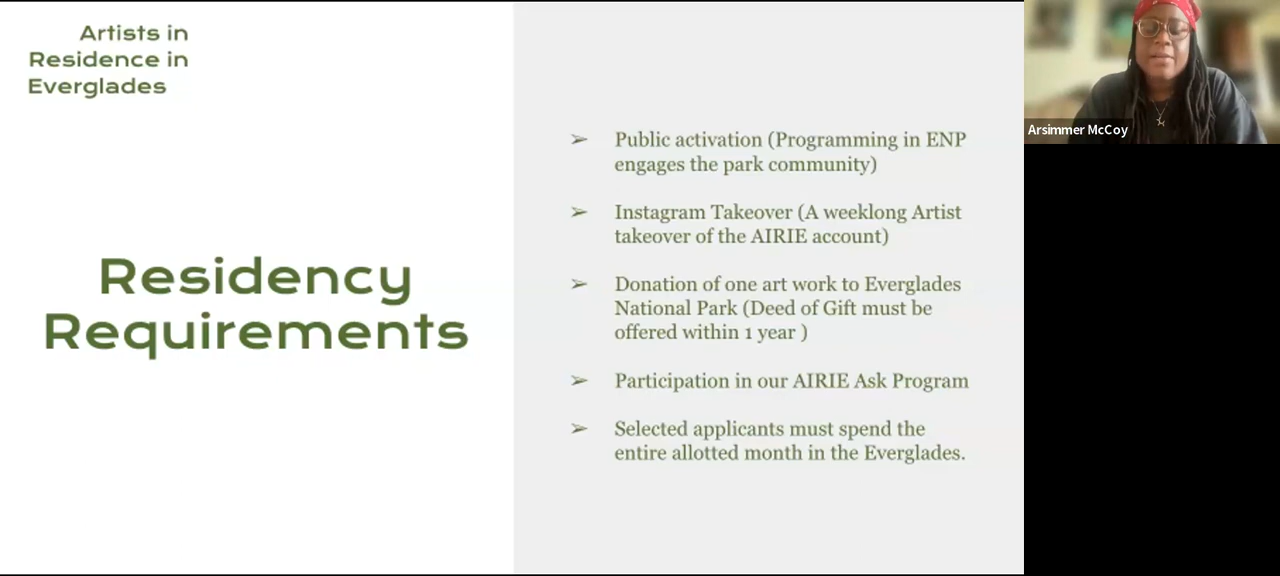 Artists in
Residence in
Everglades
Residency
Requirements
➢ Public activation (Programming in ENP
engages the park community)
➢ Instagram Takeover (A weeklong Artist
takeover of the AIRIE account)
➢ Donation of one art work to Everglades
National Park (Deed of Gift must be
offered within 1 year )
➢ Participation in our AIRIE Ask Program
➢ Selected applicants must spend the
entire allotted month in the Everglades.
Arsimmer McCoy